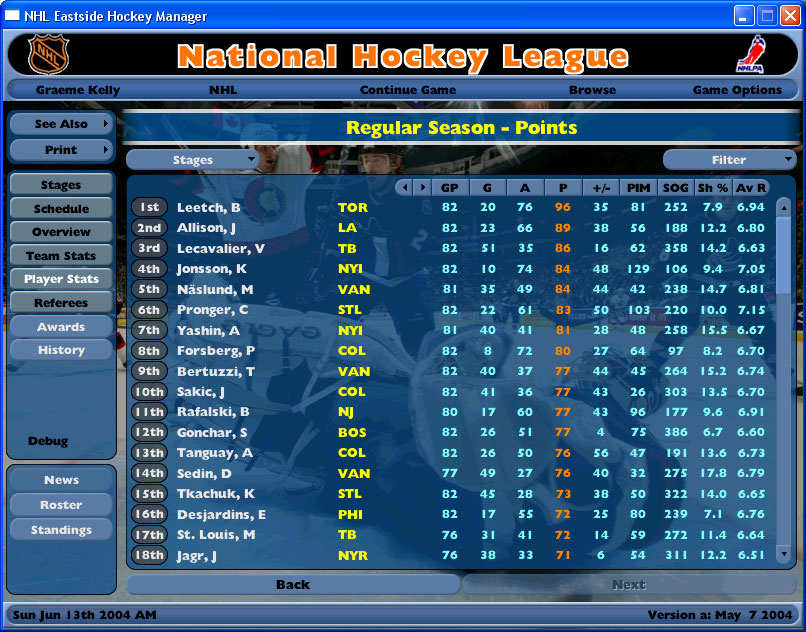 NHL Eastside Hockey Manager
NHL National Hockey League NHLPA
Graeme Kelly NHL Continue Game Browse Game Options
See Also
Print
Regular Season - Points
Stages Filter
Stages
Schedule
Overview
Team Stats
Player Stats
Referees
Awards
History
Debug
News
Roster
Standings
GP G A P +/- PIM SOG Sh % Av R
1st Leetch, B TOR 82 20 76 96 35 81 252 7.9 6.94
2nd Allison, J LA 82 23 66 89 38 56 188 12.2 6.80
3rd Lecavalier, V TB 82 51 35 86 16 62 358 14.2 6.63
4th Jonsson, K NYI 82 10 74 84 48 129 106 9.4 7.05
5th Näslund, M VAN 81 35 49 84 44 42 238 14.7 6.81
6th Pronger, C STL 82 22 61 83 50 103 220 10.0 7.15
7th Yashin, A NYI 81 40 41 81 28 48 258 15.5 6.67
8th Forsberg, P COL 82 8 72 80 27 64 97 8.2 6.70
9th Bertuzzi, T VAN 82 40 37 77 44 45 264 15.2 6.74
10th Sakic, J COL 82 41 36 77 43 26 303 13.5 6.70
11th Rafalski, B NJ 80 17 60 77 43 96 177 9.6 6.91
12th Gonchar, S BOS 82 26 51 77 4 75 386 6.7 6.60
13th Tanguay, A COL 82 26 50 76 56 47 191 13.6 6.73
14th Sedin, D VAN 77 49 27 76 40 32 275 17.8 6.79
15th Tkachuk, K STL 82 45 28 73 38 50 322 14.0 6.65
16th Desjardins, E PHI 82 17 55 72 25 80 239 7.1 6.76
17th St. Louis, M TB 76 31 41 72 14 59 272 11.4 6.64
18th Jagr, J NYR 76 38 33 71 6 54 311 12.2 6.51
Back Next
Sun Jun 13th 2004 AM Version a: May 7 2004